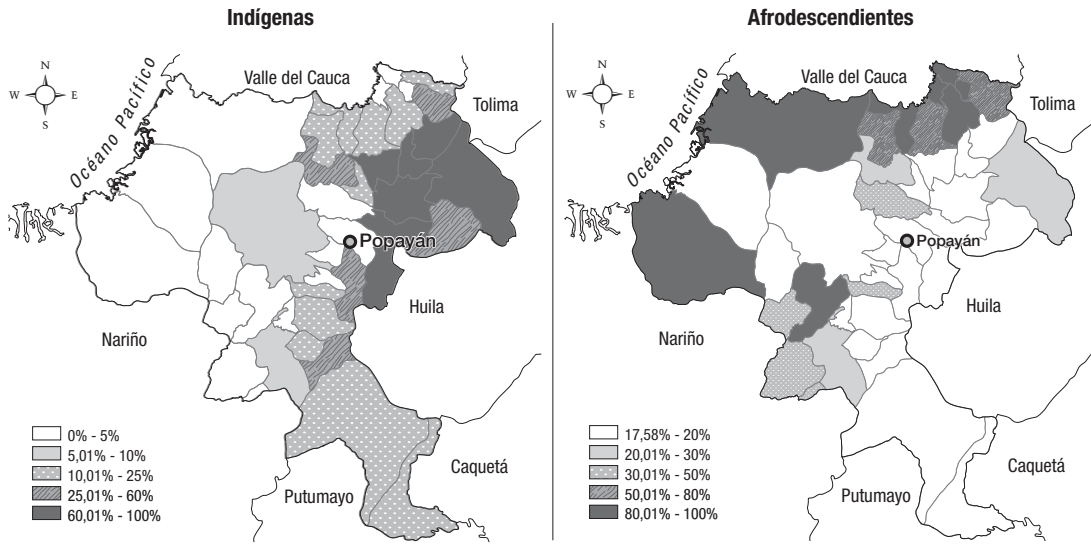 Indígenas
N
W E
S
Océano Pacífico
Valle del Cauca
Tolima
Popayán
Huila
Nariño
Caquetá
Putumayo
0% - 5%
5,01% - 10%
10,01% - 25%
25,01% - 60%
60,01% - 100%
Afrodescendientes
N
W E
S
Océano Pacífico
Valle del Cauca
Tolima
Popayán
Huila
Nariño
Caquetá
Putumayo
17,58% - 20%
20,01% - 30%
30,01% - 50%
50,01% - 80%
80,01% - 100%